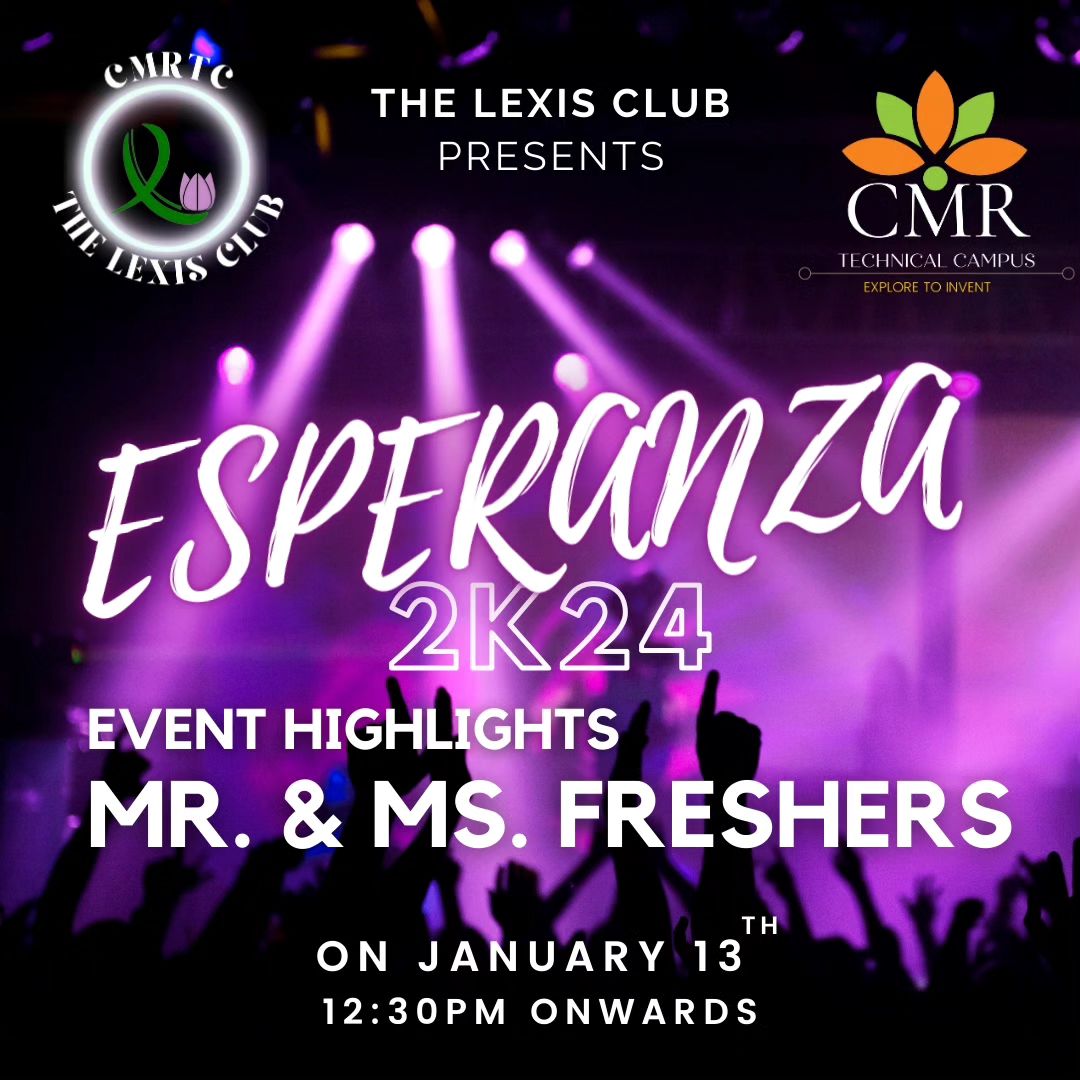 CMRTC
THE LEXIS CLUB
THE LEXIS CLUB
PRESENTS
CMR
TECHNICAL CAMPUS
EXPLORE TO INVENT
ESPERANZA
2K24
EVENT HIGHLIGHTS
MR. & MS. FRESHERS
ON JANUARY 13TH
12:30PM ONWARDS